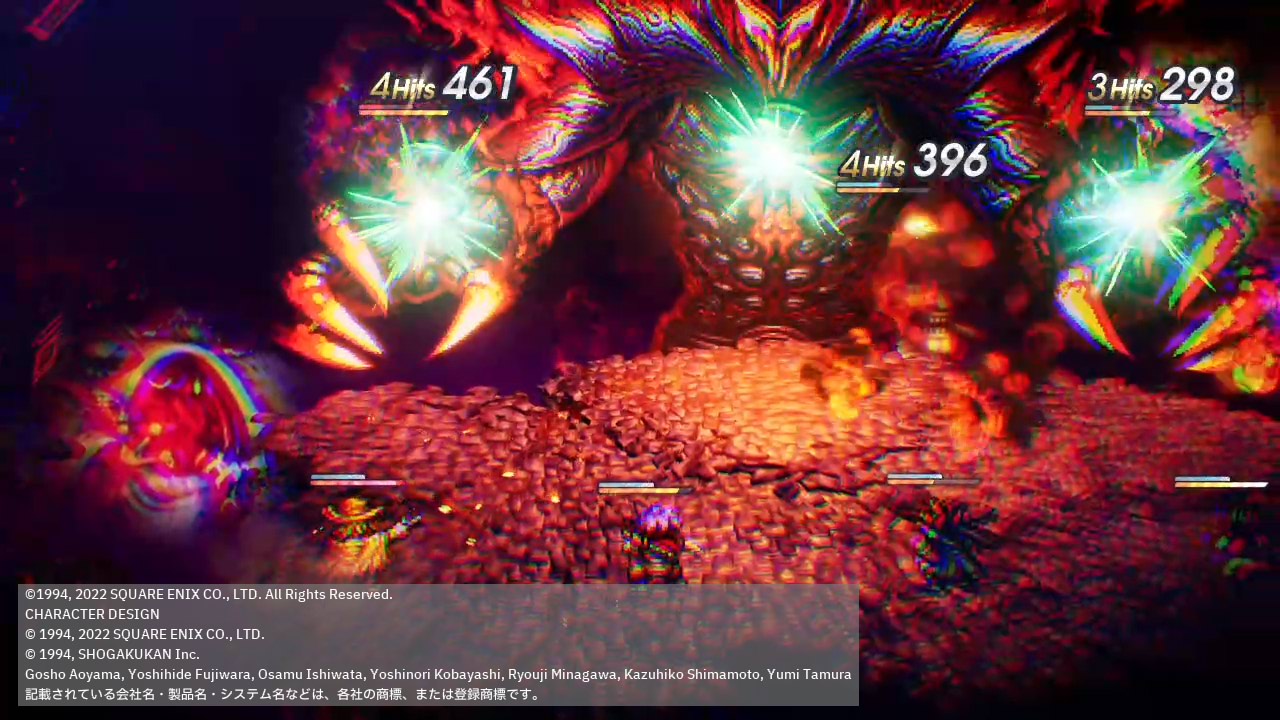 4Hits 461
3Hits 298
4Hits 396
©1994, 2022 SQUARE ENIX CO., LTD. All Rights Reserved.
CHARACTER DESIGN
© 1994, 2022 SQUARE ENIX CO., LTD.
© 1994, SHOGAKUKAN Inc.
Gosho Aoyama, Yoshihide Fujiwara, Osamu Ishiwata, Yoshinori Kobayashi, Ryouji Minagawa, Kazuhiko Shimamoto, Yumi Tamura
記載されている会社名・製品名・システム名などは、各社の商標、または登録商標です。